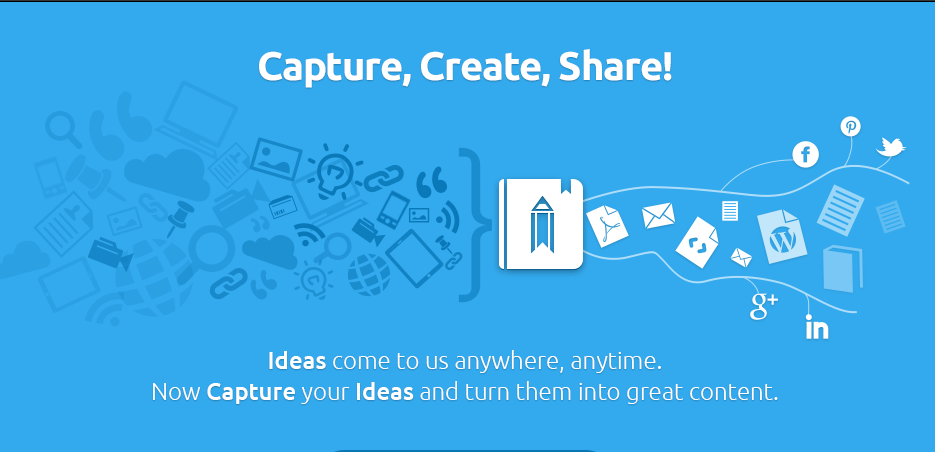 Capture, Create, Share!
g+
in
Ideas come to us anywhere, anytime.
Now Capture your Ideas and turn them into great content.